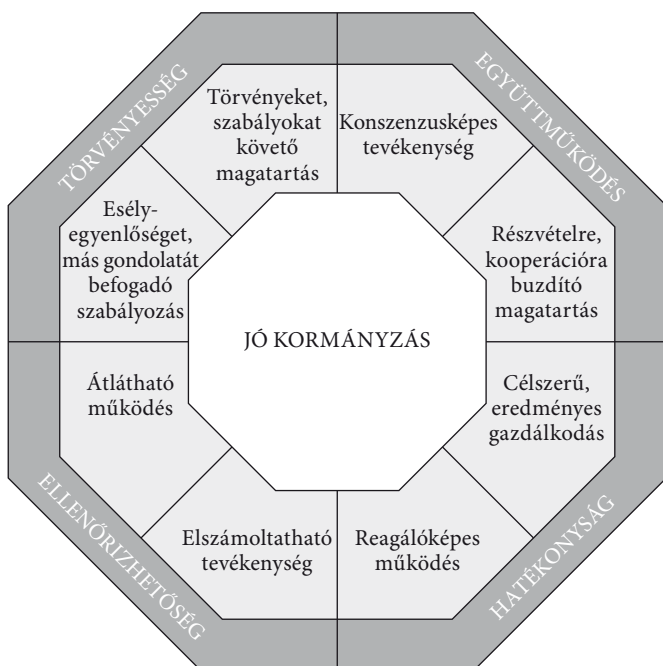 TÖRVÉNYESSÉG
EGYÜTTMŰKÖDÉS
Törvényeket,
szabályokat
követő
magatartás
Konszenzusképes
tevékenység
Esély-
egyenlőséget,
más gondolatát
befogadó
szabályozás
Részvételre,
kooperációra
buzdító
magatartás
JÓ KORMÁNYZÁS
Átlátható
működés
Célszerű,
eredményes
gazdálkodás
Elszámoltatható
tevékenység
Reagálóképes
működés
ELLENŐRIZHETŐSÉG
HATÉKONYSÁG